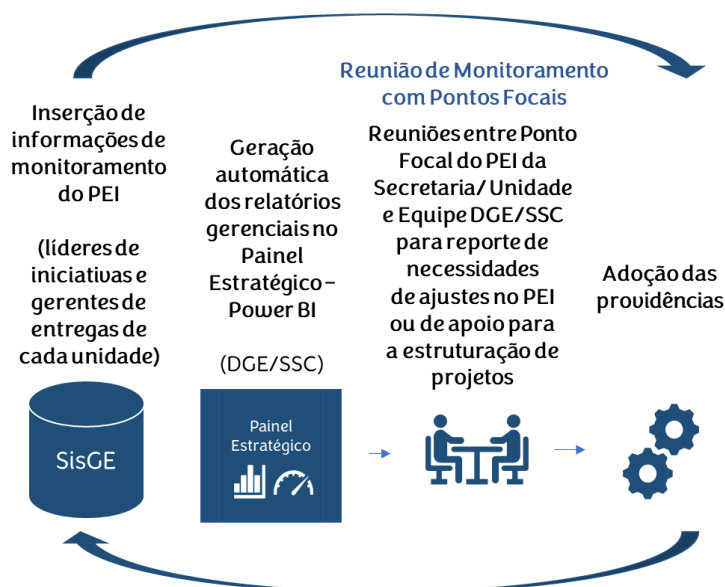 Inserção de
informações de
monitoramento
do PEI
(líderes de
iniciativas e
gerentes de
entregas de
cada unidade)
SisGE
Geração
automática
dos relatórios
gerenciais no
Painel
Estratégico –
Power BI
(DGE/SSC)
Painel
Estratégico
Reunião de Monitoramento
com Pontos Focais
Reuniões entre Ponto
Focal do PEI da
Secretaria/ Unidade
e Equipe DGE/SSC
para reporte de
necessidades
de ajustes no PEI
ou de apoio para
a estruturação de
projetos
Adoção das
providências